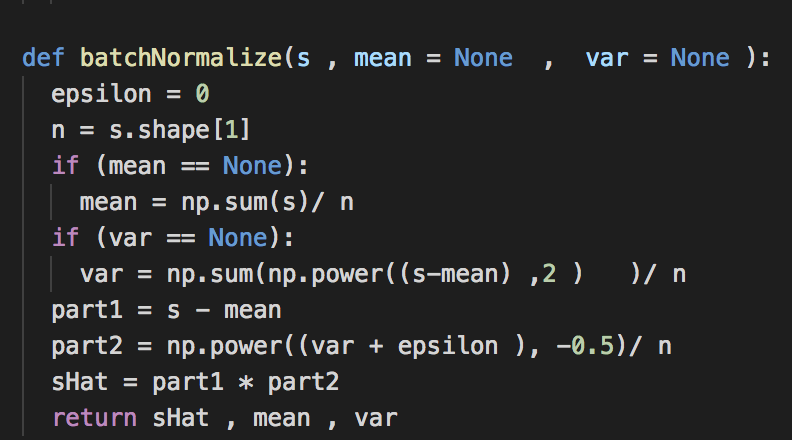 def batchNormalize(s , mean = None  ,  var = None ):
  epsilon = 0
  n = s.shape[1]
  if (mean == None):
    mean = np.sum(s)/ n
  if (var == None):
    var = np.sum(np.power((s-mean) ,2 )   )/ n
  part1 = s - mean
  part2 = np.power((var + epsilon ), -0.5)/ n
  sHat = part1 * part2
  return sHat , mean , var